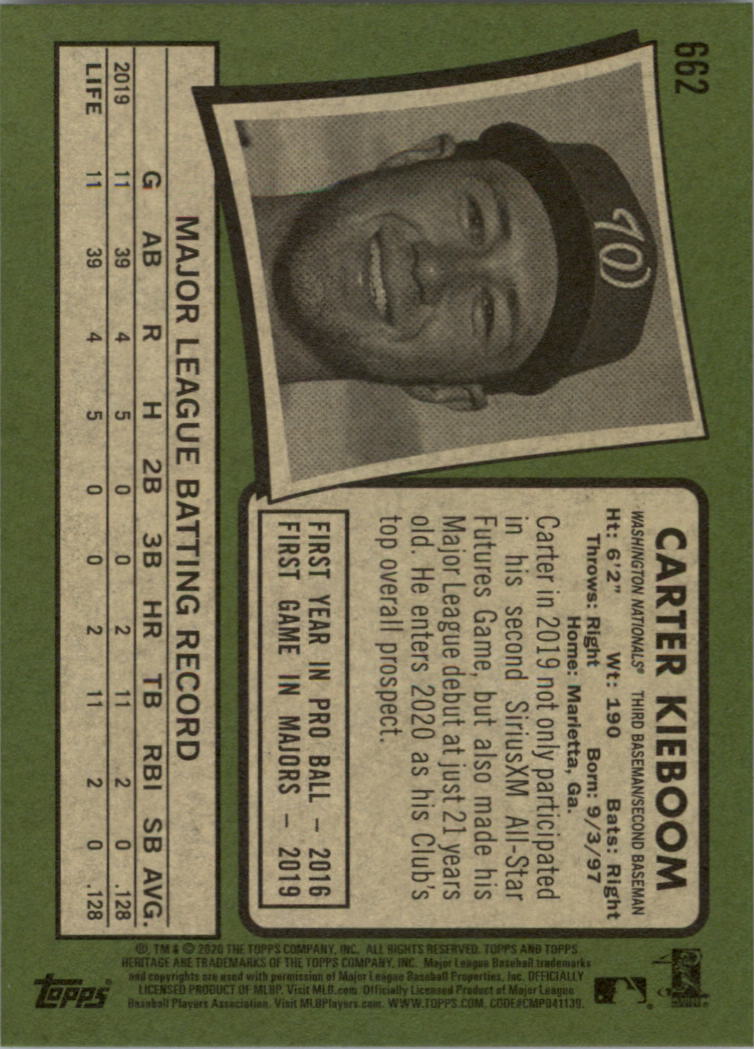 662
CARTER KIEBOOM
WASHINGTON NATIONALS® THIRD BASEMAN/SECOND BASEMAN
Ht: 6'2" Wt: 190 Bats: Right
Throws: Right Born: 9/3/97
Home: Marietta, Ga.
Carter in 2019 not only participated
in his second SiriusXM All-Star
Futures Game, but also made his
Major League debut at just 21 years
old. He enters 2020 as his Club's
top overall prospect.
FIRST YEAR IN PRO BALL – 2016
FIRST GAME IN MAJORS – 2019
W
MAJOR LEAGUE BATTING RECORD
G AB R H 2B 3B HR TB RBI SB AVG.
2019 11 39 4 5 0 0 2 11 2 0 .128
LIFE 11 39 4 5 0 0 2 11 2 0 .128
®, TM & © 2020 THE TOPPS COMPANY, INC. ALL RIGHTS RESERVED. TOPPS AND TOPPS
HERITAGE ARE TRADEMARKS OF THE TOPPS COMPANY, INC. Major League Baseball trademarks
and copyrights are used with permission of Major League Baseball Properties, Inc. OFFICIALLY
LICENSED PRODUCT OF MLBP. Visit MLB.com. Officially Licensed Product of Major League
Baseball Players Association. Visit MLBPlayers.com. WWW.TOPPS.COM. CODE#CMP041139.
topps®